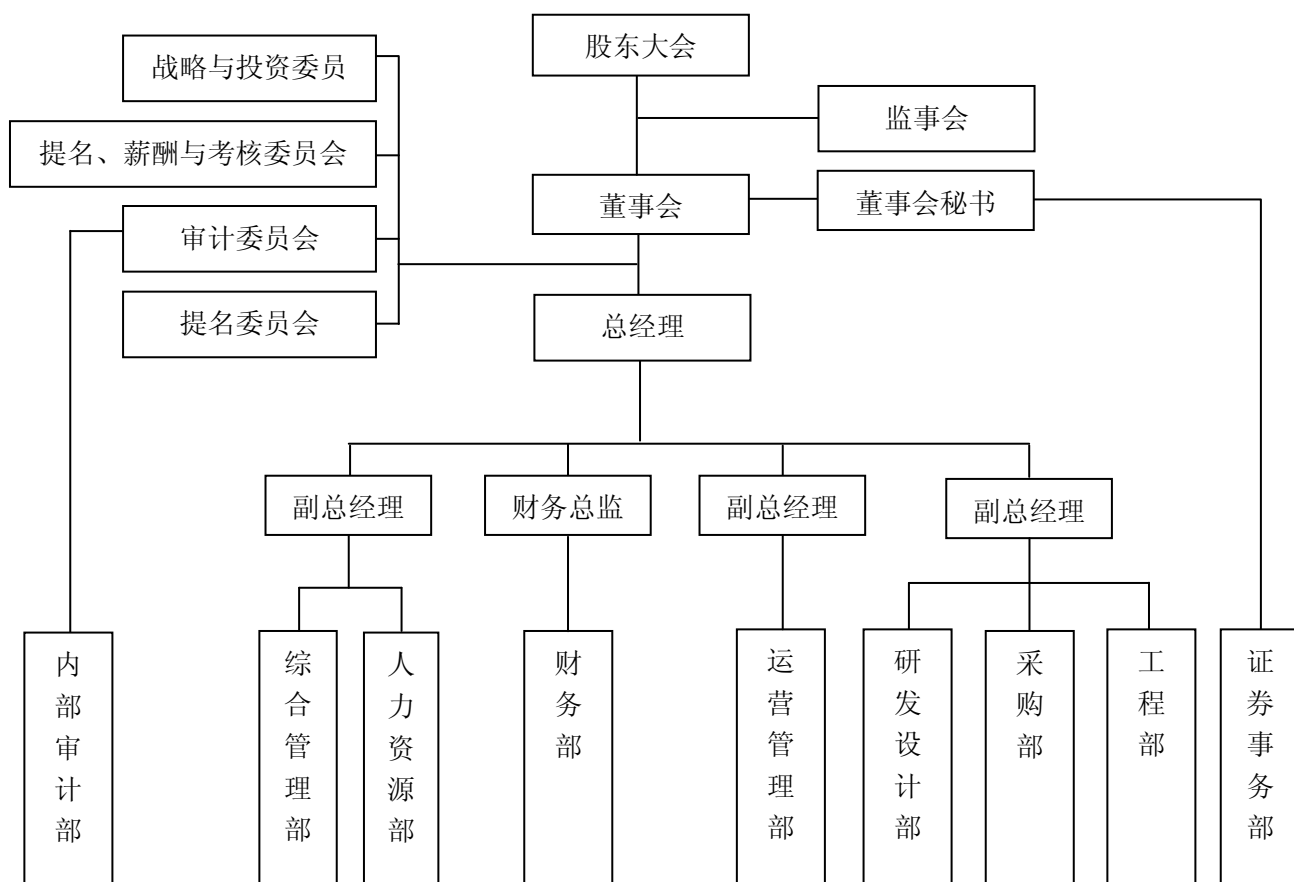 股东大会
战略与投资委员
监事会
提名、薪酬与考核委员会
董事会
董事会秘书
审计委员会
提名委员会
总经理
副总经理
财务总监
副总经理
副总经理
内部审计部
综合管理部
人力资源部
财务部
运营管理部
研发设计部
采购部
工程部
证券事务部